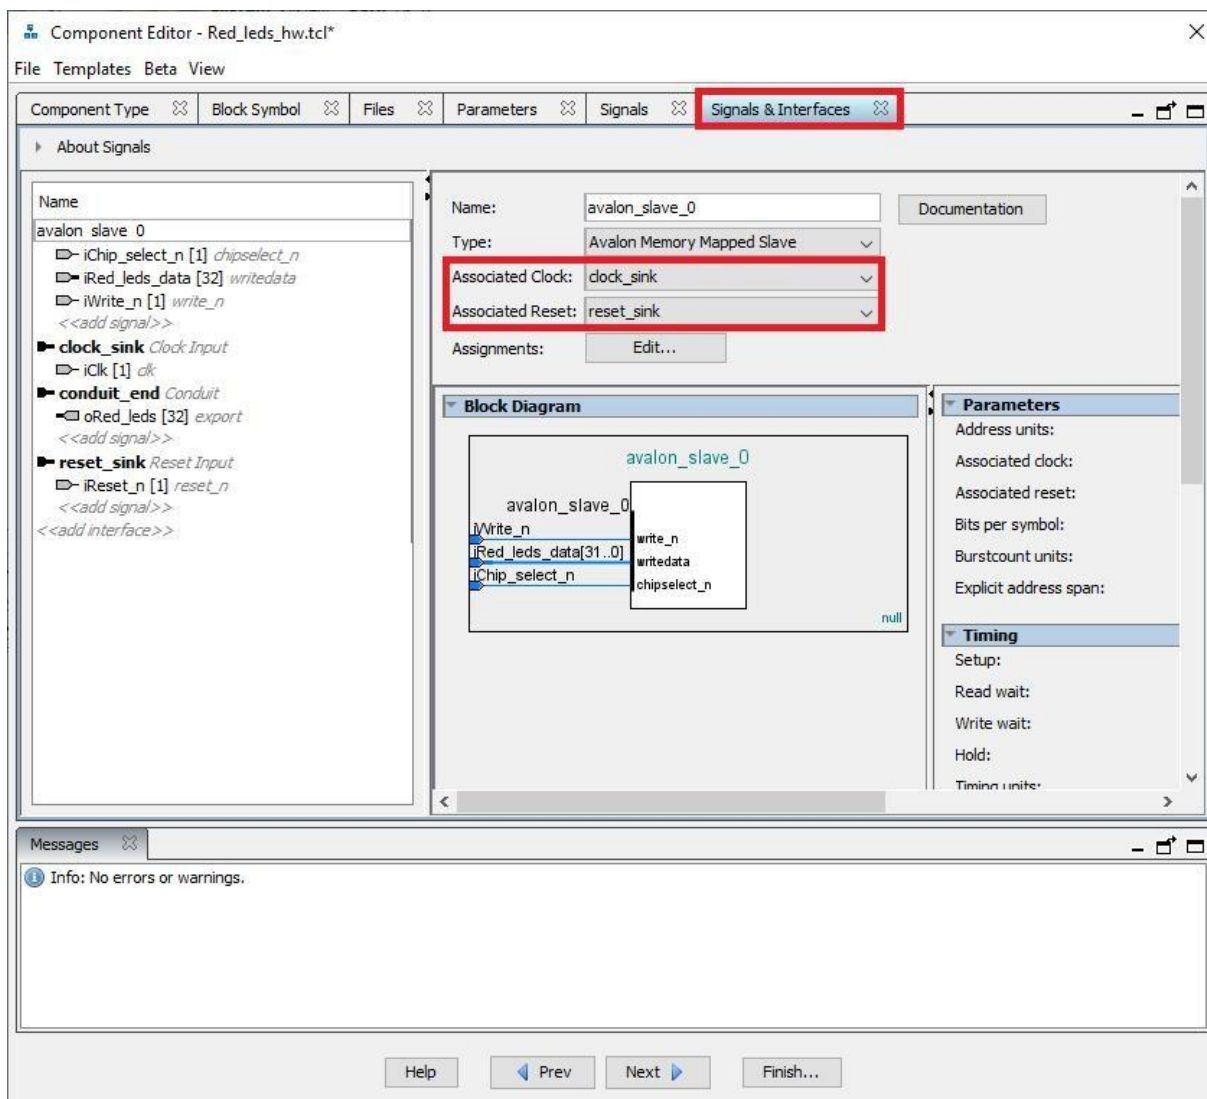 Component Editor - Red_leds_hw.tcl*
File Templates Beta View
Component Type Block Symbol Files Parameters Signals Signals & Interfaces
About Signals
Name
avalon_slave_0
iChip_select_n [1] chipselect_n
iRed_leds_data [32] writedata
iWrite_n [1] write_n
<<add signal>>
clock_sink Clock Input
iClk [1] clk
conduit_end Conduit
oRed_leds [32] export
<<add signal>>
reset_sink Reset Input
iReset_n [1] reset_n
<<add signal>>
<<add interface>>
Name: avalon_slave_0 Documentation
Type: Avalon Memory Mapped Slave
Associated Clock: clock_sink
Associated Reset: reset_sink
Assignments: Edit...
Block Diagram
avalon_slave_0
avalon_slave_0
iWrite_n
write_n
iRed_leds_data[31..0]
writedata
iChip_select_n
chipselect_n
null
Parameters
Address units:
Associated clock:
Associated reset:
Bits per symbol:
Burstcount units:
Explicit address span:
Timing
Setup:
Read wait:
Write wait:
Hold:
Timing units:
Messages
Info: No errors or warnings.
Help Prev Next Finish...